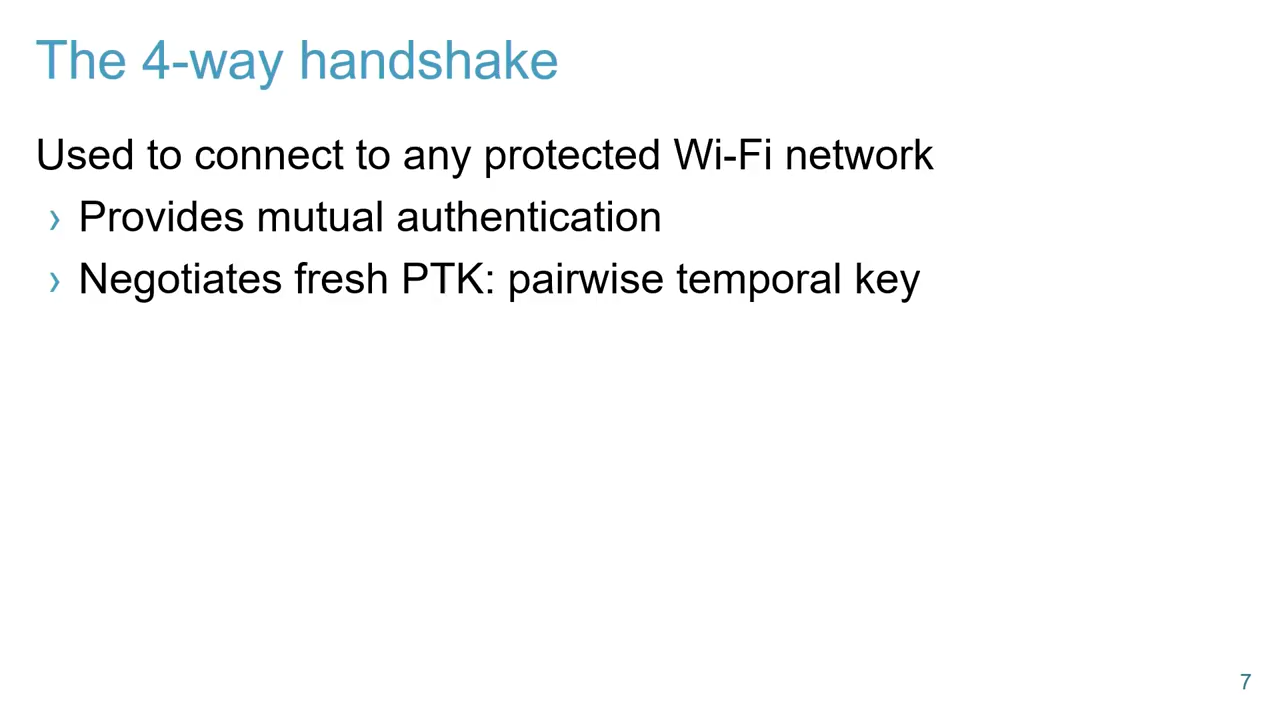 The 4-way handshake
Used to connect to any protected Wi-Fi network
› Provides mutual authentication
› Negotiates fresh PTK: pairwise temporal key
7